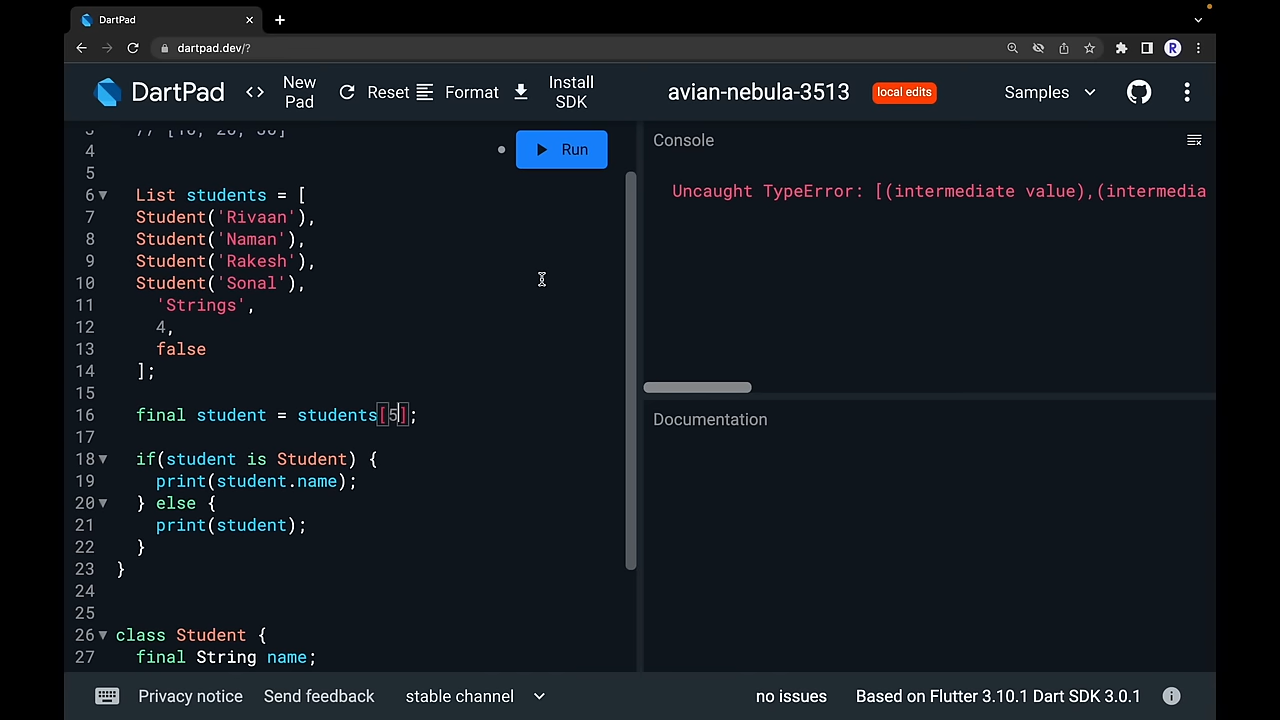 DartPad
dartpad.dev/?
R
DartPad
New Pad
Reset
Format
Install SDK
avian-nebula-3513
local edits
Samples
3 // [10, 20, 30]
4
5
6 List students = [
7 Student('Rivaan'),
8 Student('Naman'),
9 Student('Rakesh'),
10 Student('Sonal'),
11 'Strings',
12 4,
13 false
14 ];
15
16 final student = students[5];
17
18 if(student is Student) {
19 print(student.name);
20 } else {
21 print(student);
22 }
23 }
24
25
26 class Student {
27 final String name;
Run
Console
Uncaught TypeError: [(intermediate value),(intermedia
Documentation
Privacy notice
Send feedback
stable channel
no issues
Based on Flutter 3.10.1 Dart SDK 3.0.1